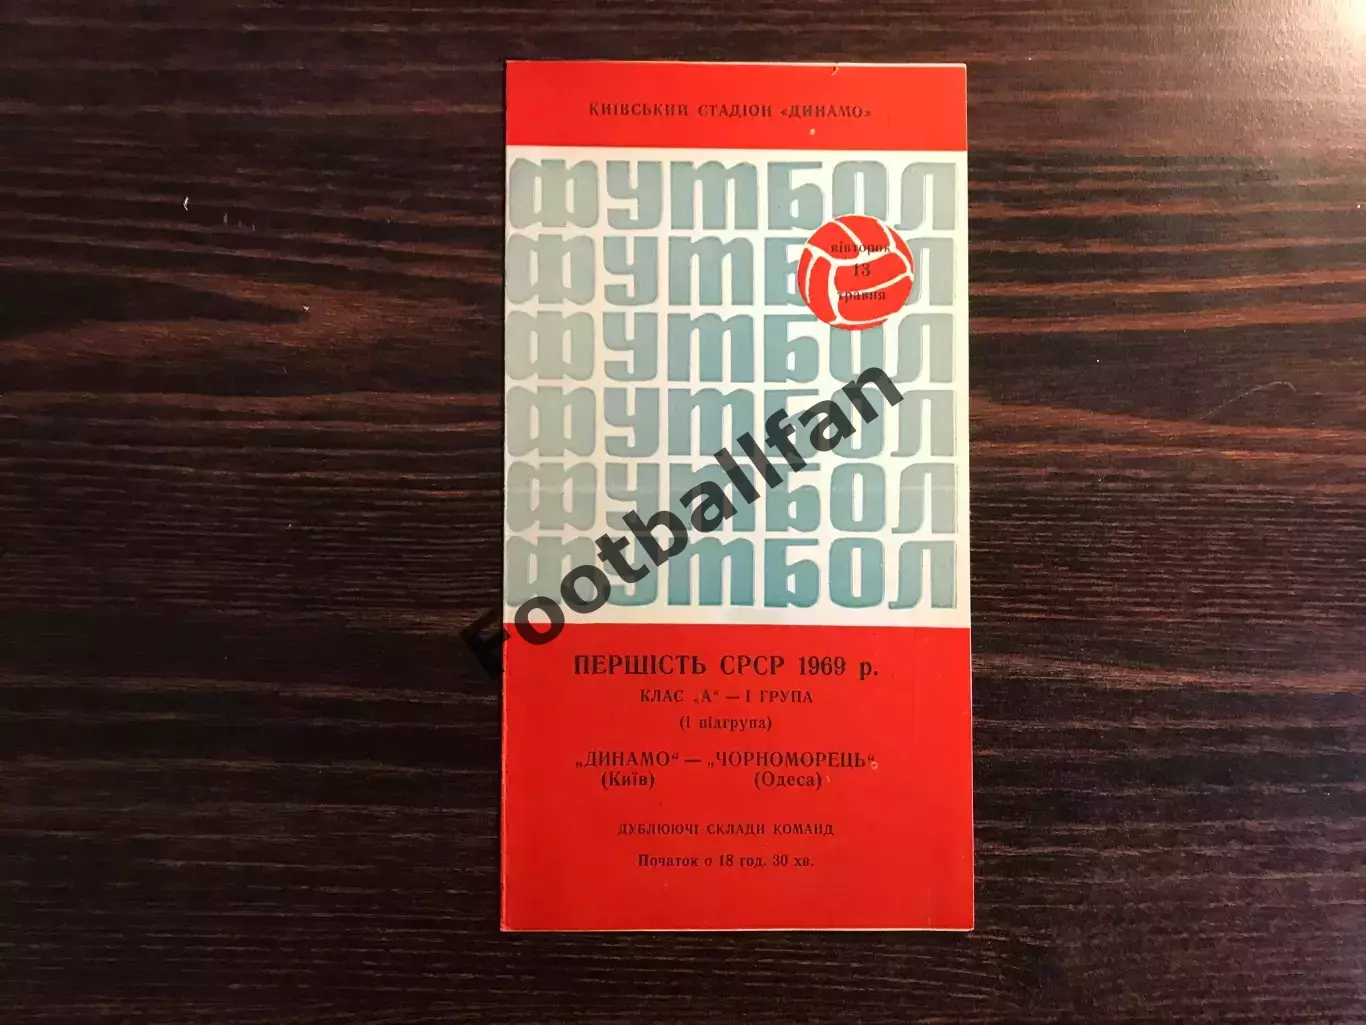 КИЇВСЬКИЙ СТАДІОН «ДИНАМО»
ФУТБОЛ
ФУТБОЛ
вівторок
13
травня
ФУТБОЛ
ФУТБОЛ
ФУТБОЛ
ФУТБОЛ
Footballfan
ПЕРШІСТЬ СРСР 1969 р.
КЛАС „А“ — І ГРУПА
(І підгрупа)
„ДИНАМО“ — „ЧОРНОМОРЕЦЬ“
(Київ) (Одеса)
ДУБЛЮЮЧІ СКЛАДИ КОМАНД
Початок о 18 год. 30 хв.